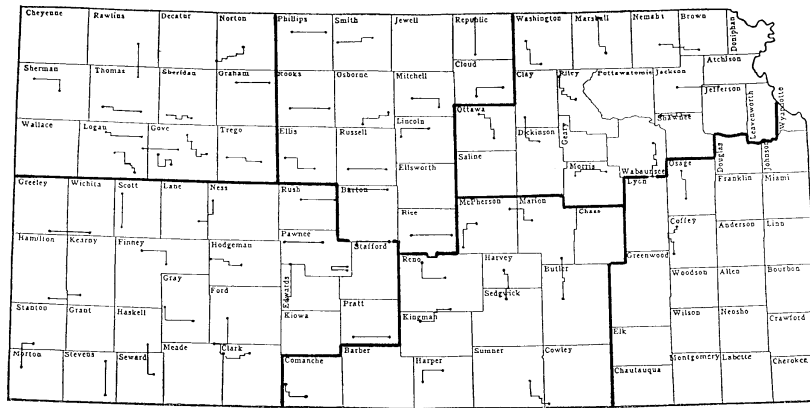 Cheyenne Rawlins Decatur Norton Phillips Smith Jewell Republic Washington Marshall Nemaha Brown Doniphan
Atchison
Sherman Thomas Sheridan Graham Rooks Osborne Mitchell Cloud Clay Riley Pottawatomie Jackson
Jefferson Leavenworth Wyandotte
Wallace Logan Gove Trego Ellis Russell Lincoln Ottawa Dickinson Geary Shawnee
Saline Morris Wabaunsee Douglas Johnson
Ellsworth
Greeley Wichita Scott Lane Ness Rush Barton Lyon Osage Franklin Miami
Rice McPherson Marion Chase
Pawnee Coffey Anderson Linn
Hamilton Kearny Finney Hodgeman Stafford Reno Harvey Butler Greenwood
Gray Edwards Woodson Allen Bourbon
Ford Sedgwick
Stanton Grant Haskell Kiowa Pratt Kingman Wilson Neosho Crawford
Elk
Morton Stevens Seward Meade Clark Comanche Barber Harper Sumner Cowley Chautauqua Montgomery Labette Cherokee